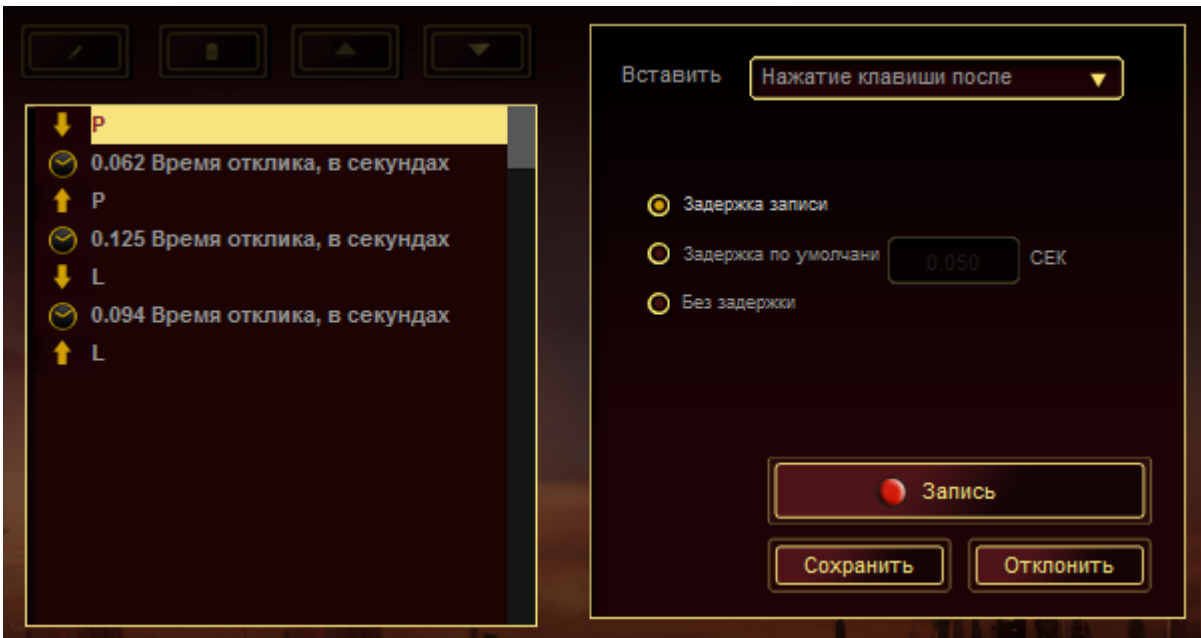 P
0.062 Время отклика, в секундах
P
0.125 Время отклика, в секундах
L
0.094 Время отклика, в секундах
L
Вставить Нажатие клавиши после
Задержка записи
Задержка по умолчани 0.050 СЕК
Без задержки
Запись
Сохранить Отклонить